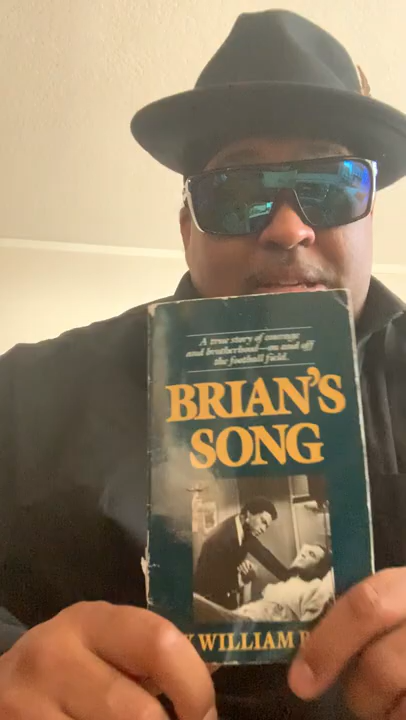 A true story of courage
and brotherhood—on and off
the football field.
BRIAN'S
SONG
WILLIAM